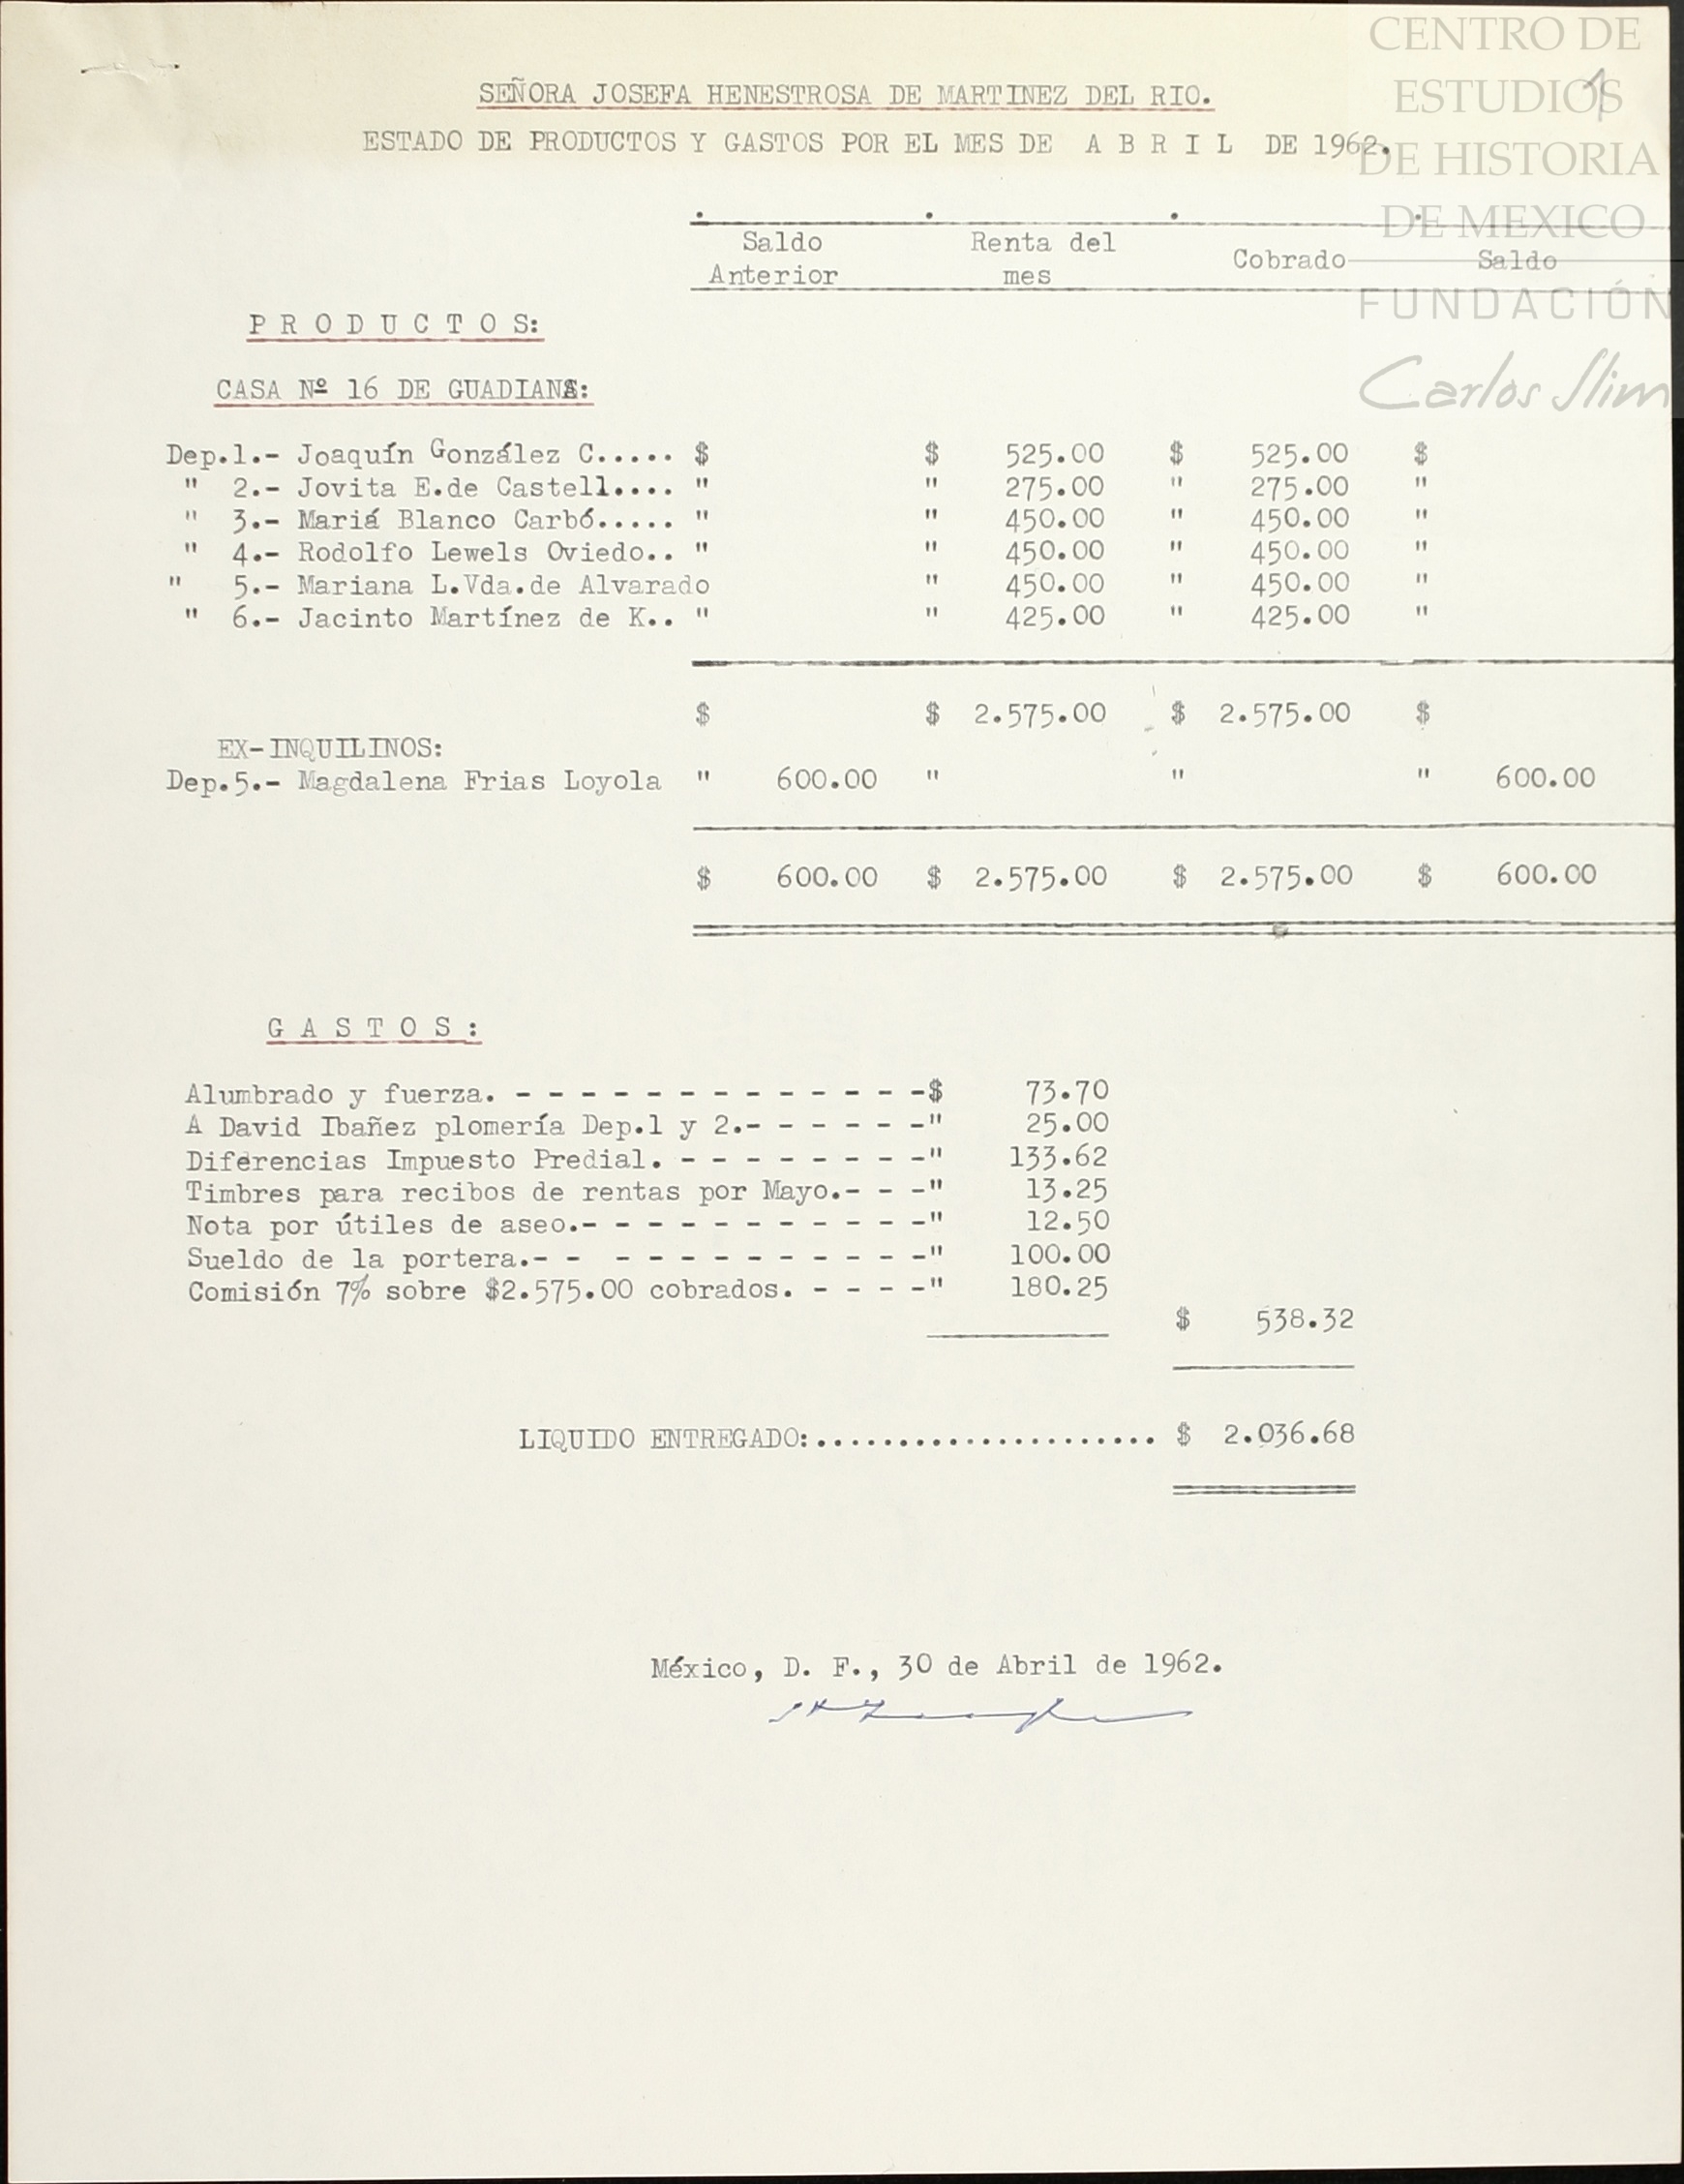 CENTRO DE
ESTUDIOS
DE HISTORIA
DE MEXICO
FUNDACIÓN
Carlos Slim
1
SEÑORA JOSEFA HENESTROSA DE MARTINEZ DEL RIO.
ESTADO DE PRODUCTOS Y GASTOS POR EL MES DE A B R I L DE 1962.
Saldo Anterior Renta del mes Cobrado Saldo
P R O D U C T O S:
CASA Nº 16 DE GUADIANA:
Dep.1.- Joaquín González C..... $ $ 525.00 $ 525.00 $
" 2.- Jovita E.de Castell.... " " 275.00 " 275.00 "
" 3.- Mariá Blanco Carbó..... " " 450.00 " 450.00 "
" 4.- Rodolfo Lewels Oviedo.. " " 450.00 " 450.00 "
" 5.- Mariana L.Vda.de Alvarado " 450.00 " 450.00 "
" 6.- Jacinto Martínez de K.. " " 425.00 " 425.00 "
$ $ 2.575.00 $ 2.575.00 $
EX-INQUILINOS:
Dep.5.- Magdalena Frias Loyola " 600.00 " " " 600.00
$ 600.00 $ 2.575.00 $ 2.575.00 $ 600.00
G A S T O S :
Alumbrado y fuerza. - - - - - - - - - - - - -$ 73.70
A David Ibañez plomería Dep.1 y 2.- - - - - -" 25.00
Diferencias Impuesto Predial. - - - - - - - -" 133.62
Timbres para recibos de rentas por Mayo.- - -" 13.25
Nota por útiles de aseo.- - - - - - - - - - -" 12.50
Sueldo de la portera.- - - - - - - - - - - -" 100.00
Comisión 7% sobre $2.575.00 cobrados. - - - -" 180.25
$ 538.32
LIQUIDO ENTREGADO:..................... $ 2.036.68
México, D. F., 30 de Abril de 1962.